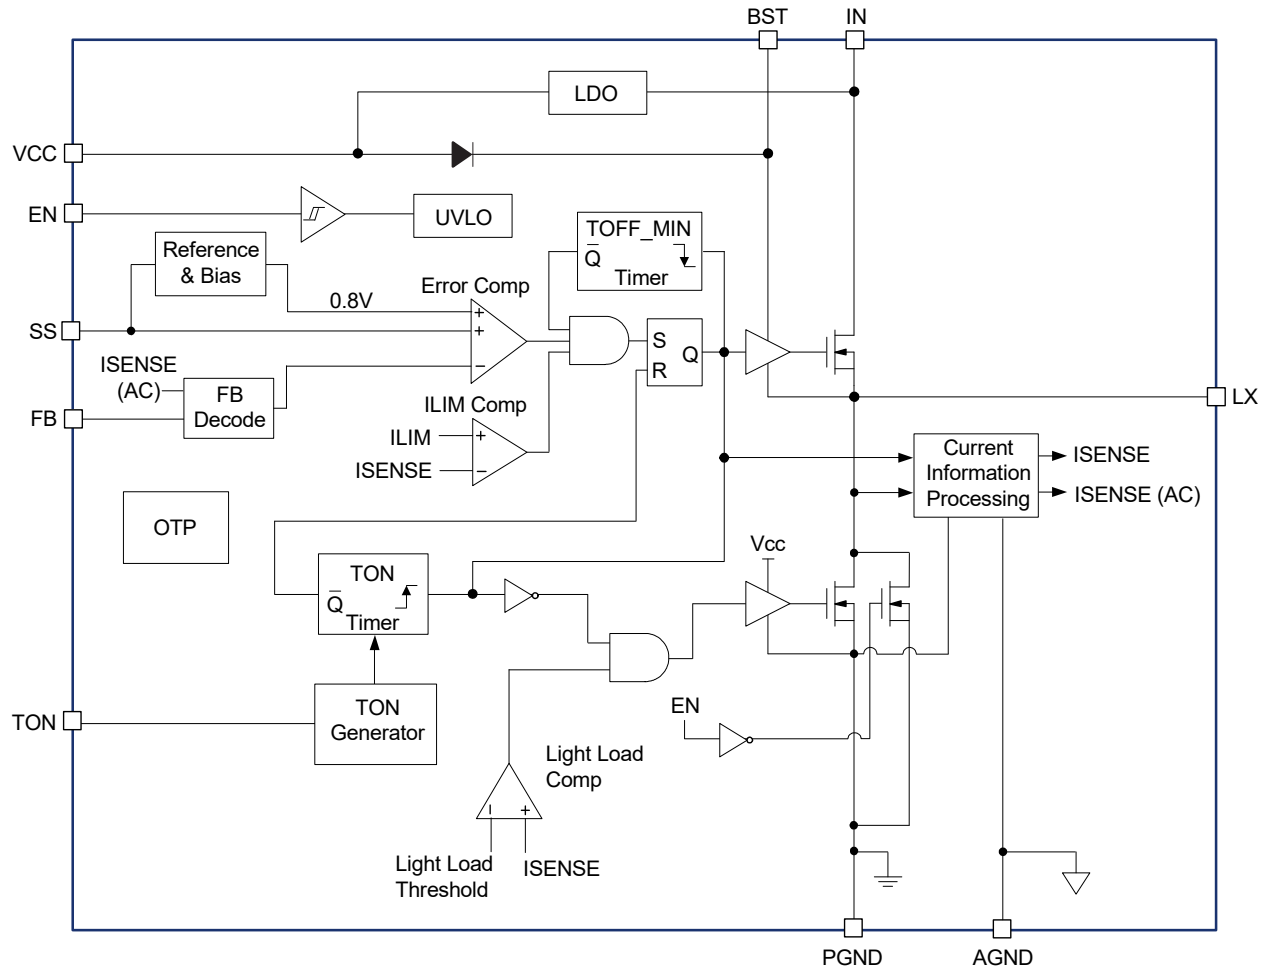 BST
IN
LDO
VCC
EN
UVLO
TOFF_MIN
Q
Timer
Reference
& Bias
Error Comp
0.8V
+
+
−
SS
S
Q
R
ISENSE
(AC)
FB
Decode
FB
LX
ILIM Comp
ILIM
+
ISENSE
−
Current
Information
Processing
ISENSE
ISENSE (AC)
OTP
Vcc
TON
Q
Timer
TON
Generator
TON
EN
Light Load
Comp
−
+
Light Load
Threshold
ISENSE
PGND
AGND